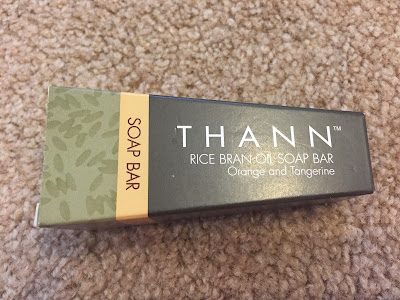 SOAP BAR
THANN™
RICE BRAN OIL SOAP BAR
Orange and Tangerine